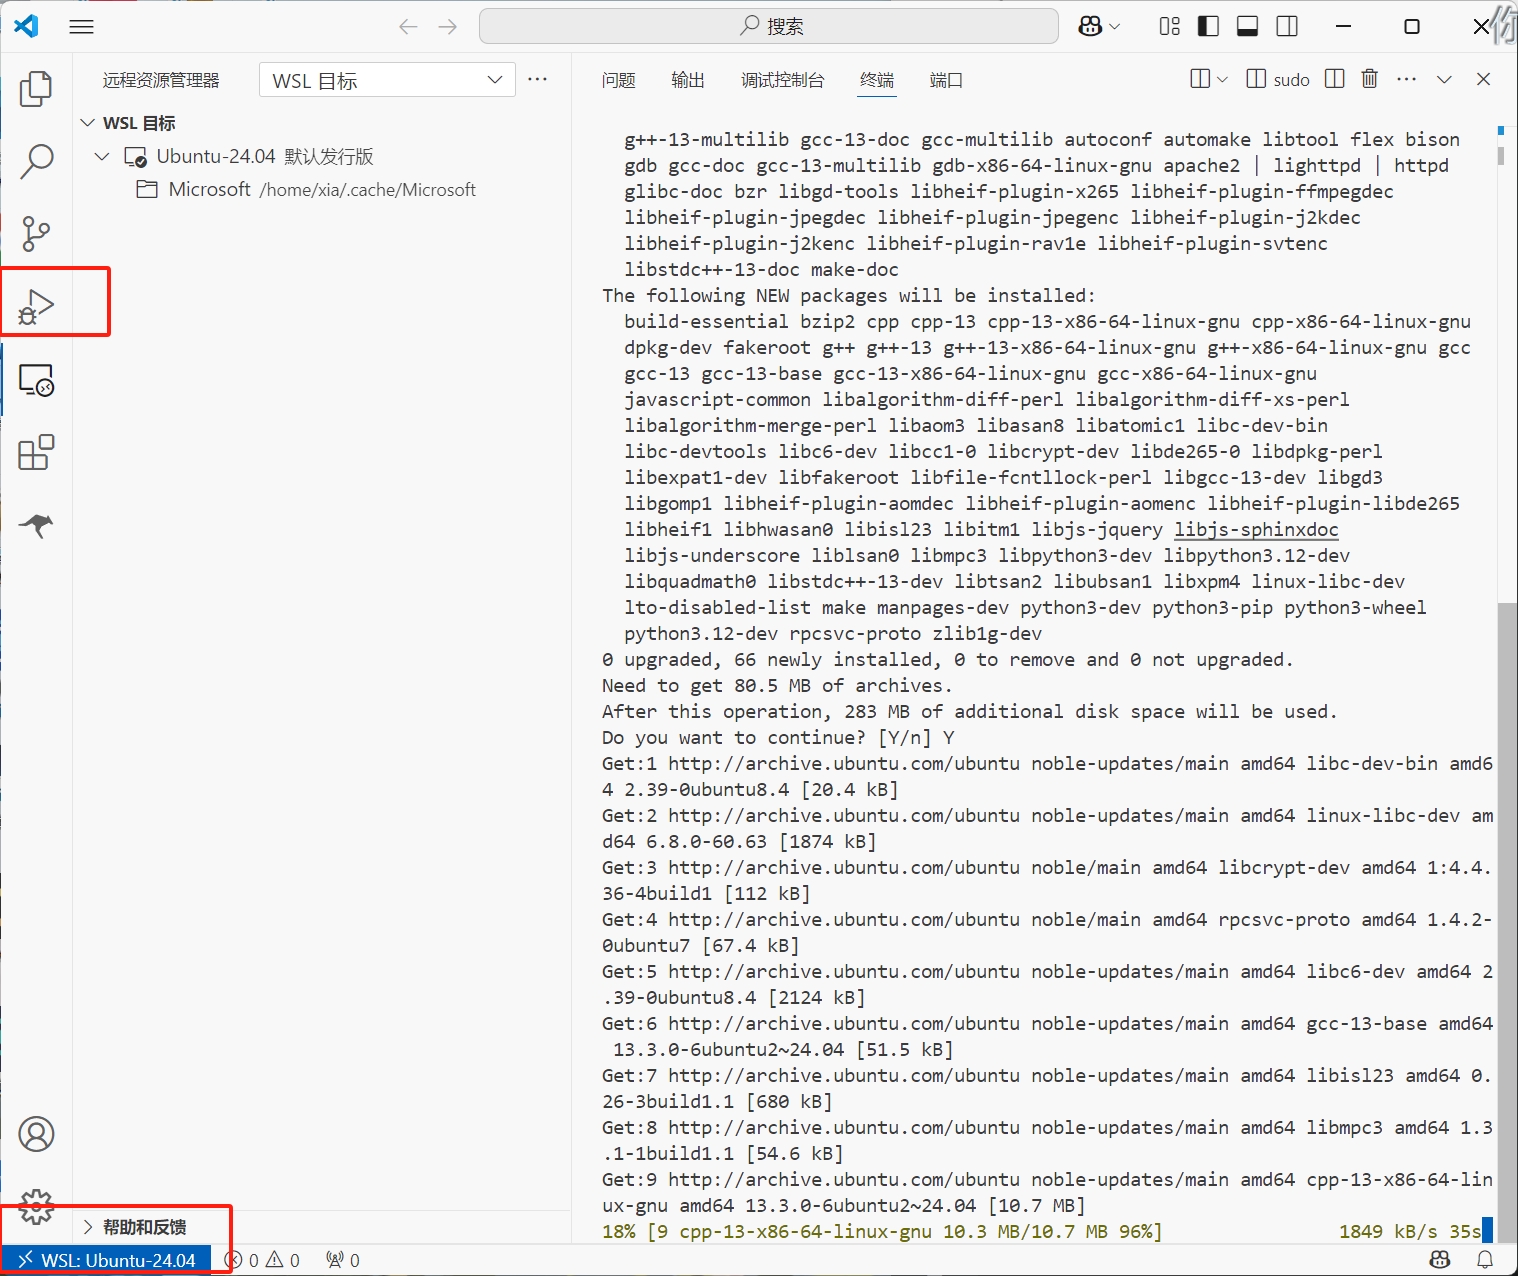 搜索
你
远程资源管理器
WSL 目标
WSL 目标
Ubuntu-24.04 默认发行版
Microsoft /home/xia/.cache/Microsoft
问题 输出 调试控制台 终端 端口
sudo
g++-13-multilib gcc-13-doc gcc-multilib autoconf automake libtool flex bison
gdb gcc-doc gcc-13-multilib gdb-x86-64-linux-gnu apache2 | lighttpd | httpd
glibc-doc bzr libgd-tools libheif-plugin-x265 libheif-plugin-ffmpegdec
libheif-plugin-jpegdec libheif-plugin-jpegenc libheif-plugin-j2kdec
libheif-plugin-j2kenc libheif-plugin-rav1e libheif-plugin-svtenc
libstdc++-13-doc make-doc
The following NEW packages will be installed:
build-essential bzip2 cpp cpp-13 cpp-13-x86-64-linux-gnu cpp-x86-64-linux-gnu
dpkg-dev fakeroot g++ g++-13 g++-13-x86-64-linux-gnu g++-x86-64-linux-gnu gcc
gcc-13 gcc-13-base gcc-13-x86-64-linux-gnu gcc-x86-64-linux-gnu
javascript-common libalgorithm-diff-perl libalgorithm-diff-xs-perl
libalgorithm-merge-perl libaom3 libasan8 libatomic1 libc-dev-bin
libc-devtools libc6-dev libcc1-0 libcrypt-dev libde265-0 libdpkg-perl
libexpat1-dev libfakeroot libfile-fcntllock-perl libgcc-13-dev libgd3
libgomp1 libheif-plugin-aomdec libheif-plugin-aomenc libheif-plugin-libde265
libheif1 libhwasan0 libisl23 libitm1 libjs-jquery libjs-sphinxdoc
libjs-underscore liblsan0 libmpc3 libpython3-dev libpython3.12-dev
libquadmath0 libstdc++-13-dev libtsan2 libubsan1 libxpm4 linux-libc-dev
lto-disabled-list make manpages-dev python3-dev python3-pip python3-wheel
python3.12-dev rpcsvc-proto zlib1g-dev
0 upgraded, 66 newly installed, 0 to remove and 0 not upgraded.
Need to get 80.5 MB of archives.
After this operation, 283 MB of additional disk space will be used.
Do you want to continue? [Y/n] Y
Get:1 http://archive.ubuntu.com/ubuntu noble-updates/main amd64 libc-dev-bin amd6
4 2.39-0ubuntu8.4 [20.4 kB]
Get:2 http://archive.ubuntu.com/ubuntu noble-updates/main amd64 linux-libc-dev am
d64 6.8.0-60.63 [1874 kB]
Get:3 http://archive.ubuntu.com/ubuntu noble/main amd64 libcrypt-dev amd64 1:4.4.
36-4build1 [112 kB]
Get:4 http://archive.ubuntu.com/ubuntu noble/main amd64 rpcsvc-proto amd64 1.4.2-
0ubuntu7 [67.4 kB]
Get:5 http://archive.ubuntu.com/ubuntu noble-updates/main amd64 libc6-dev amd64 2
.39-0ubuntu8.4 [2124 kB]
Get:6 http://archive.ubuntu.com/ubuntu noble-updates/main amd64 gcc-13-base amd64
13.3.0-6ubuntu2~24.04 [51.5 kB]
Get:7 http://archive.ubuntu.com/ubuntu noble-updates/main amd64 libisl23 amd64 0.
26-3build1.1 [680 kB]
Get:8 http://archive.ubuntu.com/ubuntu noble-updates/main amd64 libmpc3 amd64 1.3
.1-1build1.1 [54.6 kB]
Get:9 http://archive.ubuntu.com/ubuntu noble-updates/main amd64 cpp-13-x86-64-lin
ux-gnu amd64 13.3.0-6ubuntu2~24.04 [10.7 MB]
18% [9 cpp-13-x86-64-linux-gnu 10.3 MB/10.7 MB 96%] 1849 kB/s 35s
帮助和反馈
WSL: Ubuntu-24.04 0 0 0